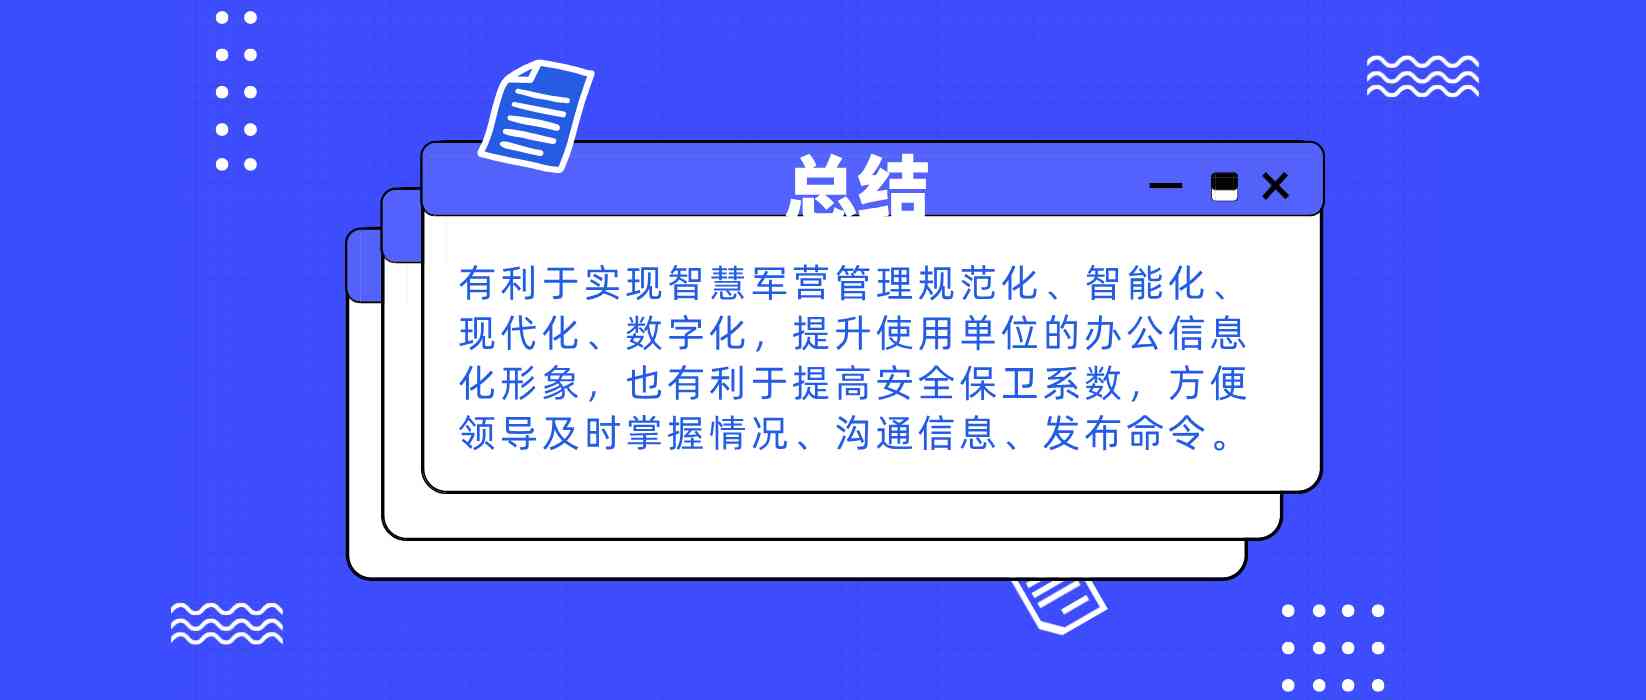 总结
有利于实现智慧军营管理规范化、智能化、
现代化、数字化，提升使用单位的办公信息
化形象，也有利于提高安全保卫系数，方便
领导及时掌握情况、沟通信息、发布命令。